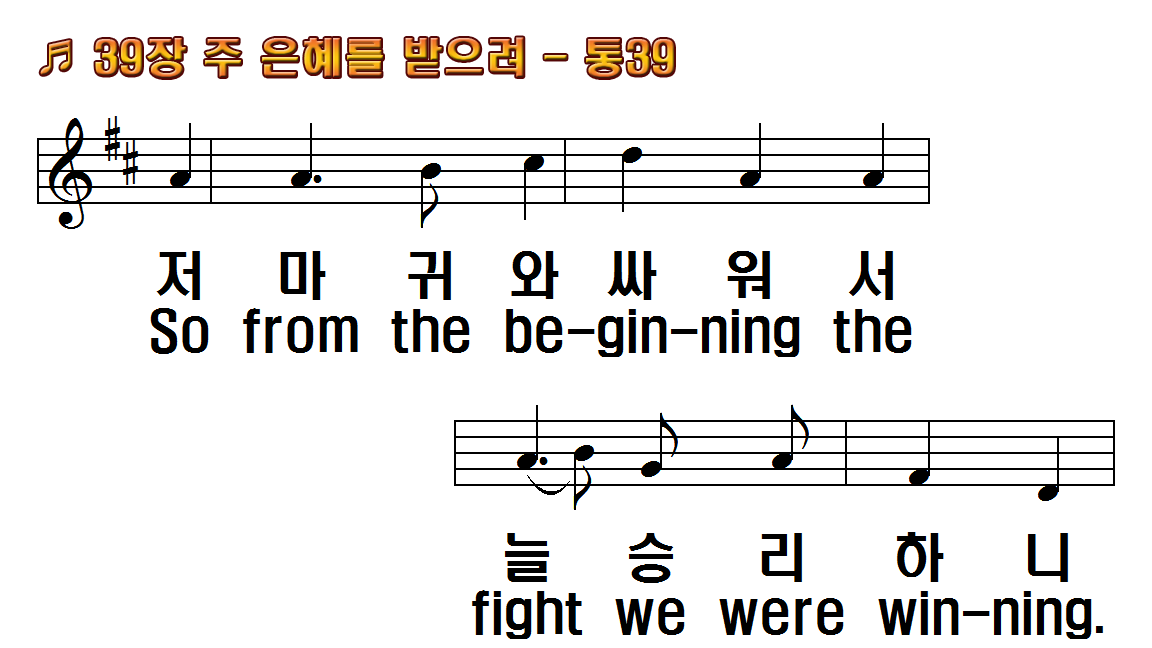 ♬ 39장 주 은혜를 받으려 - 통39
저 마 귀 와 싸 워 서
So from the be-gin-ning the
늘 승 리 하 니
fight we were win-ning.